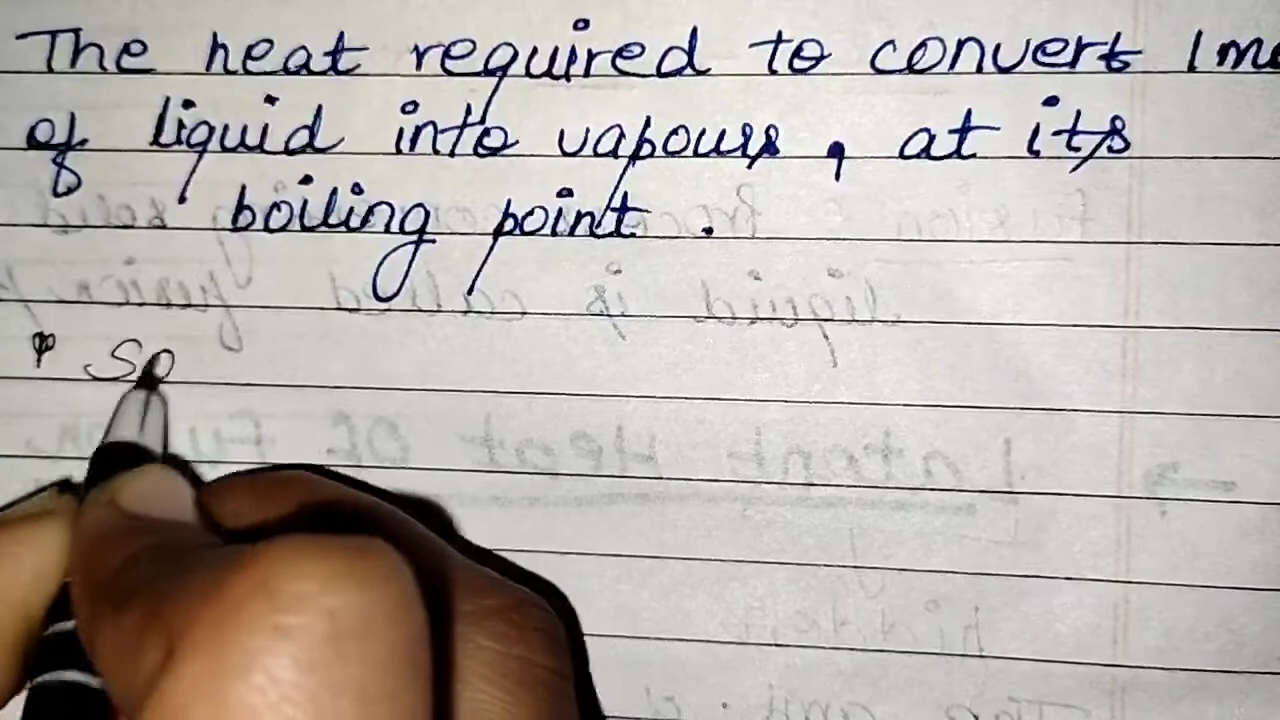 The heat required to convert 1
of liquid into vapours, at its
boiling point.
So